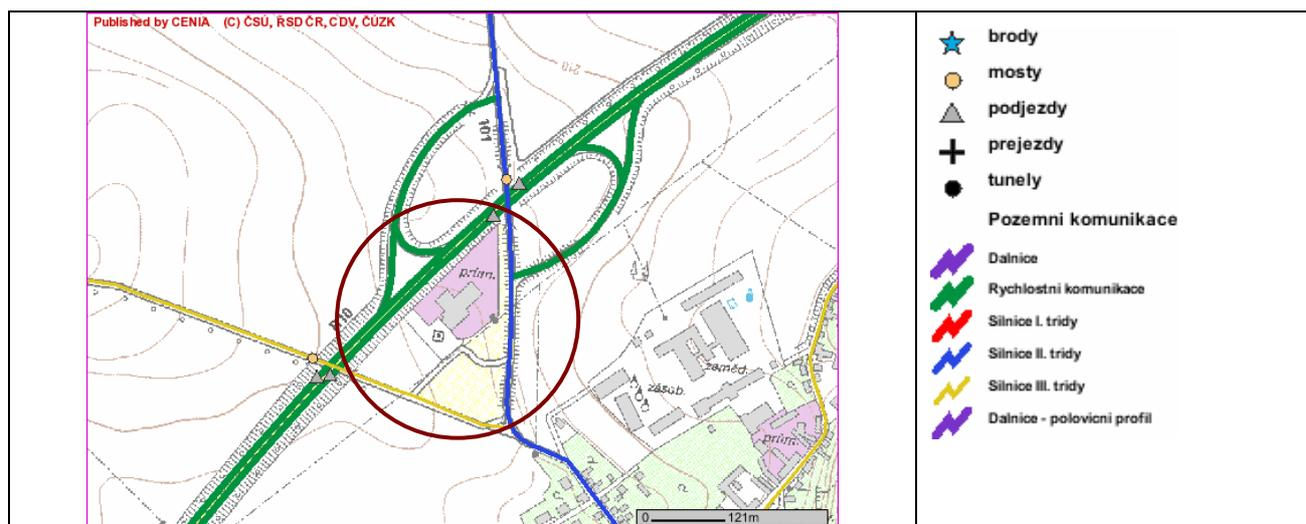 Published by CENIA (C) ČSÚ, ŘSD ČR, CDV, ČÚZK
210
101
prům.
R10
zeměd.
zásob.
prům.
0 121m
brody
mosty
podjezdy
prejezdy
tunely
Pozemni komunikace
Dalnice
Rychlostni komunikace
Silnice I. tridy
Silnice II. tridy
Silnice III. tridy
Dalnice - polovicni profil